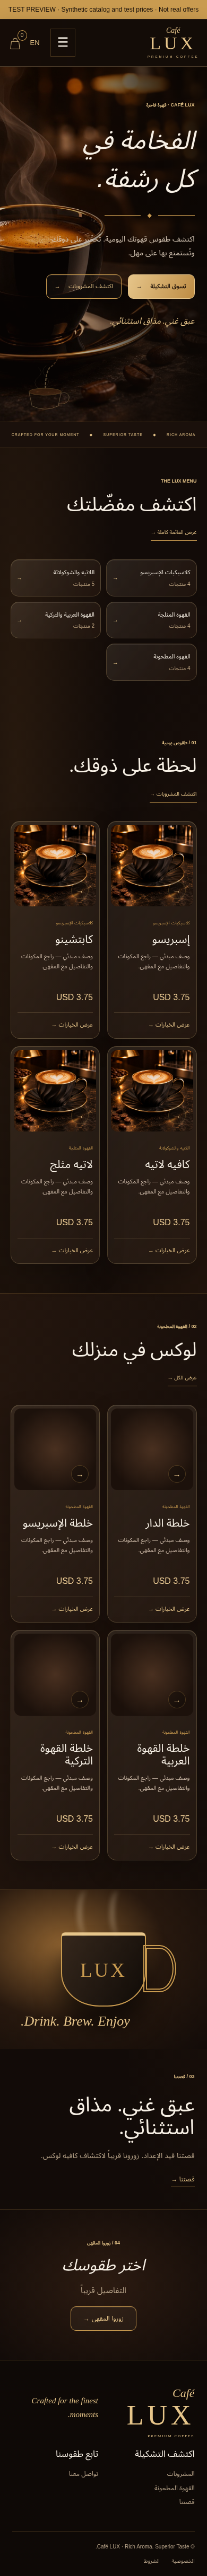 TEST PREVIEW · Synthetic catalog and test prices · Not real offers
Café
LUX
PREMIUM COFFEE
☰
EN
0
CAFÉ LUX · قهوة فاخرة
الفخامة في
كل رشفة.
اكتشف طقوس قهوتك اليومية. تُحضّر على ذوقك،
ونُستمتع بها على مهل.
تسوق التشكيلة ←
اكتشف المشروبات ←
عبق غني. مذاق استثنائي.
CRAFTED FOR YOUR MOMENT ◆ SUPERIOR TASTE ◆ RICH AROMA
THE LUX MENU
اكتشف مفضّلتك
عرض القائمة كاملة ←
كلاسيكيات الإسبريسو
4 منتجات
←
اللاتيه والشوكولاتة
5 منتجات
←
القهوة المثلجة
4 منتجات
←
القهوة العربية والتركية
2 منتجات
←
القهوة المطحونة
4 منتجات
←
01 / طقوس يومية
لحظة على ذوقك.
اكتشف المشروبات ←
كلاسيكيات الإسبريسو
إسبريسو
وصف مبدئي — راجع المكونات
والتفاصيل مع المقهى.
USD 3.75
عرض الخيارات ←
كلاسيكيات الإسبريسو
كابتشينو
وصف مبدئي — راجع المكونات
والتفاصيل مع المقهى.
USD 3.75
عرض الخيارات ←
اللاتيه والشوكولاتة
كافيه لاتيه
وصف مبدئي — راجع المكونات
والتفاصيل مع المقهى.
USD 3.75
عرض الخيارات ←
القهوة المثلجة
لاتيه مثلج
وصف مبدئي — راجع المكونات
والتفاصيل مع المقهى.
USD 3.75
عرض الخيارات ←
02 / القهوة المطحونة
لوكس في منزلك
عرض الكل ←
القهوة المطحونة
خلطة الدار
وصف مبدئي — راجع المكونات
والتفاصيل مع المقهى.
USD 3.75
عرض الخيارات ←
القهوة المطحونة
خلطة الإسبريسو
وصف مبدئي — راجع المكونات
والتفاصيل مع المقهى.
USD 3.75
عرض الخيارات ←
القهوة المطحونة
خلطة القهوة
العربية
وصف مبدئي — راجع المكونات
والتفاصيل مع المقهى.
USD 3.75
عرض الخيارات ←
القهوة المطحونة
خلطة القهوة
التركية
وصف مبدئي — راجع المكونات
والتفاصيل مع المقهى.
USD 3.75
عرض الخيارات ←
LUX
.Drink. Brew. Enjoy
03 / قصتنا
عبق غني. مذاق
استثنائي.
قصتنا قيد الإعداد. زورونا قريباً لاكتشاف كافيه لوكس.
قصتنا ←
04 / زوروا المقهى
اختر طقوسك
التفاصيل قريباً
زوروا المقهى ←
Café
LUX
PREMIUM COFFEE
Crafted for the finest
.moments
اكتشف التشكيلة
المشروبات
القهوة المطحونة
قصتنا
تابع طقوسنا
تواصل معنا
.Café LUX · Rich Aroma. Superior Taste ©
الخصوصية
الشروط